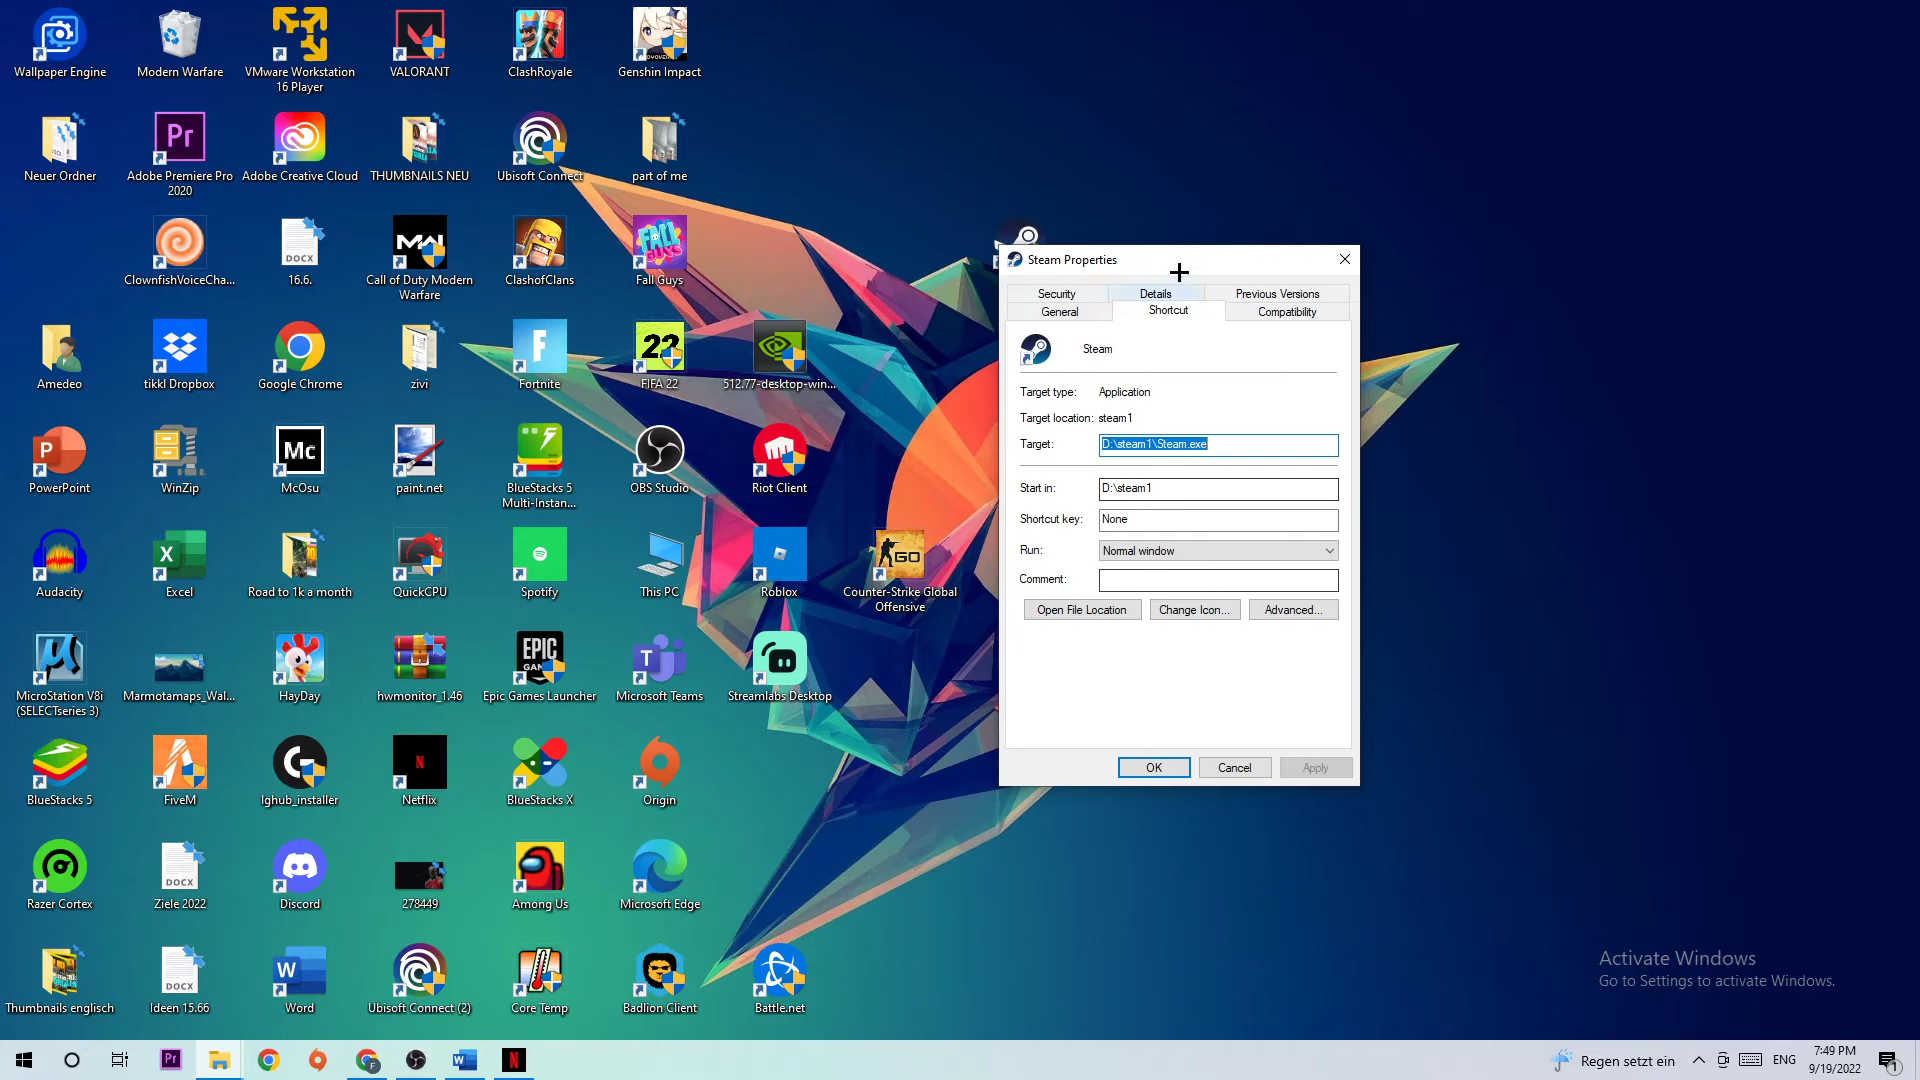 Wallpaper Engine
Modern Warfare
VMware Workstation
16 Player
VALORANT
ClashRoyale
Genshin Impact
Neuer Ordner
Adobe Premiere Pro
2020
Adobe Creative Cloud
THUMBNAILS NEU
Ubisoft Connect
part of me
ClownfishVoiceCha...
16.6.
Call of Duty Modern
Warfare
ClashofClans
Fall Guys
Amedeo
tikkl Dropbox
Google Chrome
zivi
Fortnite
FIFA 22
512.77-desktop-win...
PowerPoint
WinZip
McOsu
paint.net
BlueStacks 5
Multi-Instan...
OBS Studio
Riot Client
Audacity
Excel
Road to 1k a month
QuickCPU
Spotify
This PC
Roblox
Counter-Strike Global
Offensive
MicroStation V8i
(SELECTseries 3)
Marmotamaps_Wal...
HayDay
hwmonitor_1.46
Epic Games Launcher
Microsoft Teams
Streamlabs Desktop
BlueStacks 5
FiveM
lghub_installer
Netflix
BlueStacks X
Origin
Razer Cortex
Ziele 2022
Discord
278449
Among Us
Microsoft Edge
Thumbnails englisch
Ideen 15.66
Word
Ubisoft Connect (2)
Core Temp
Badlion Client
Battle.net
Steam Properties
Security
Details
Previous Versions
General
Shortcut
Compatibility
Steam
Target type: Application
Target location: steam1
Target: D:\steam1\Steam.exe
Start in: D:\steam1
Shortcut key: None
Run: Normal window
Comment:
Open File Location
Change Icon...
Advanced...
OK
Cancel
Apply
Activate Windows
Go to Settings to activate Windows.
Regen setzt ein
ENG
7:49 PM
9/19/2022